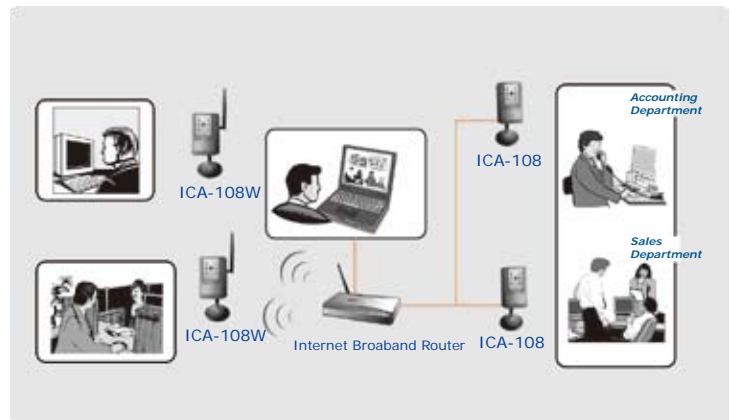 Accounting
Department
ICA-108
ICA-108W
Sales
Department
ICA-108W
Internet Broaband Router
ICA-108